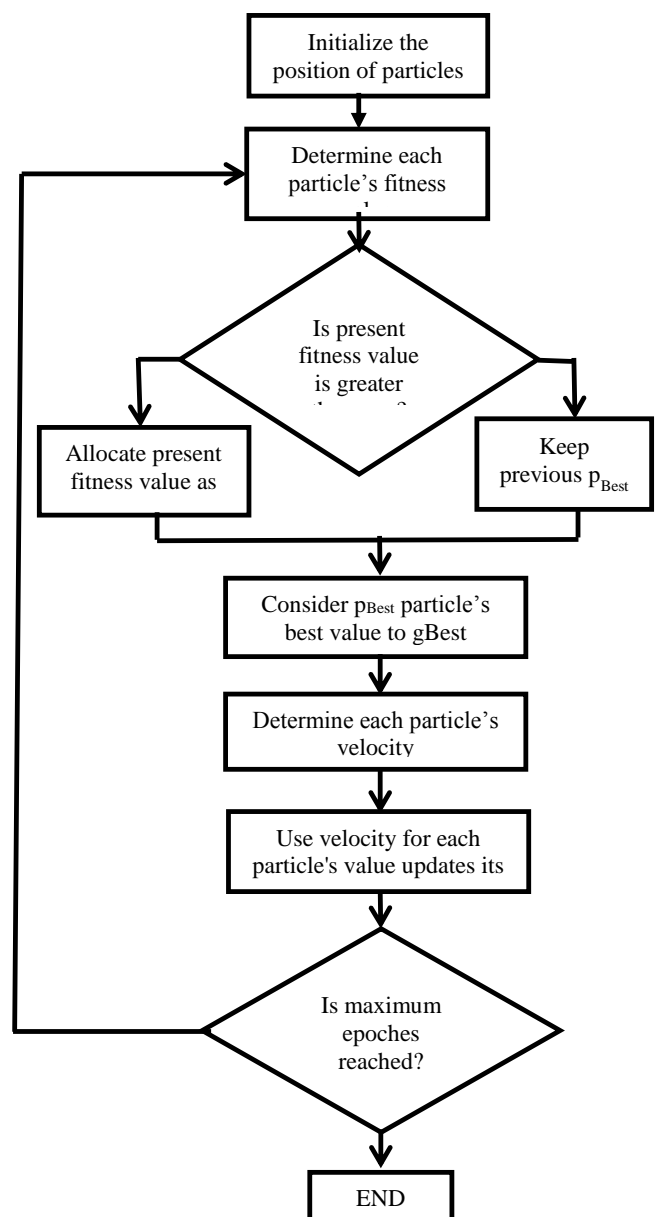 Initialize the
position of particles
Determine each
particle's fitness
Is present
fitness value
is greater
Allocate present
fitness value as
Keep
previous pBest
Consider pBest particle's
best value to gBest
Determine each particle's
velocity
Use velocity for each
particle's value updates its
Is maximum
epoches
reached?
END